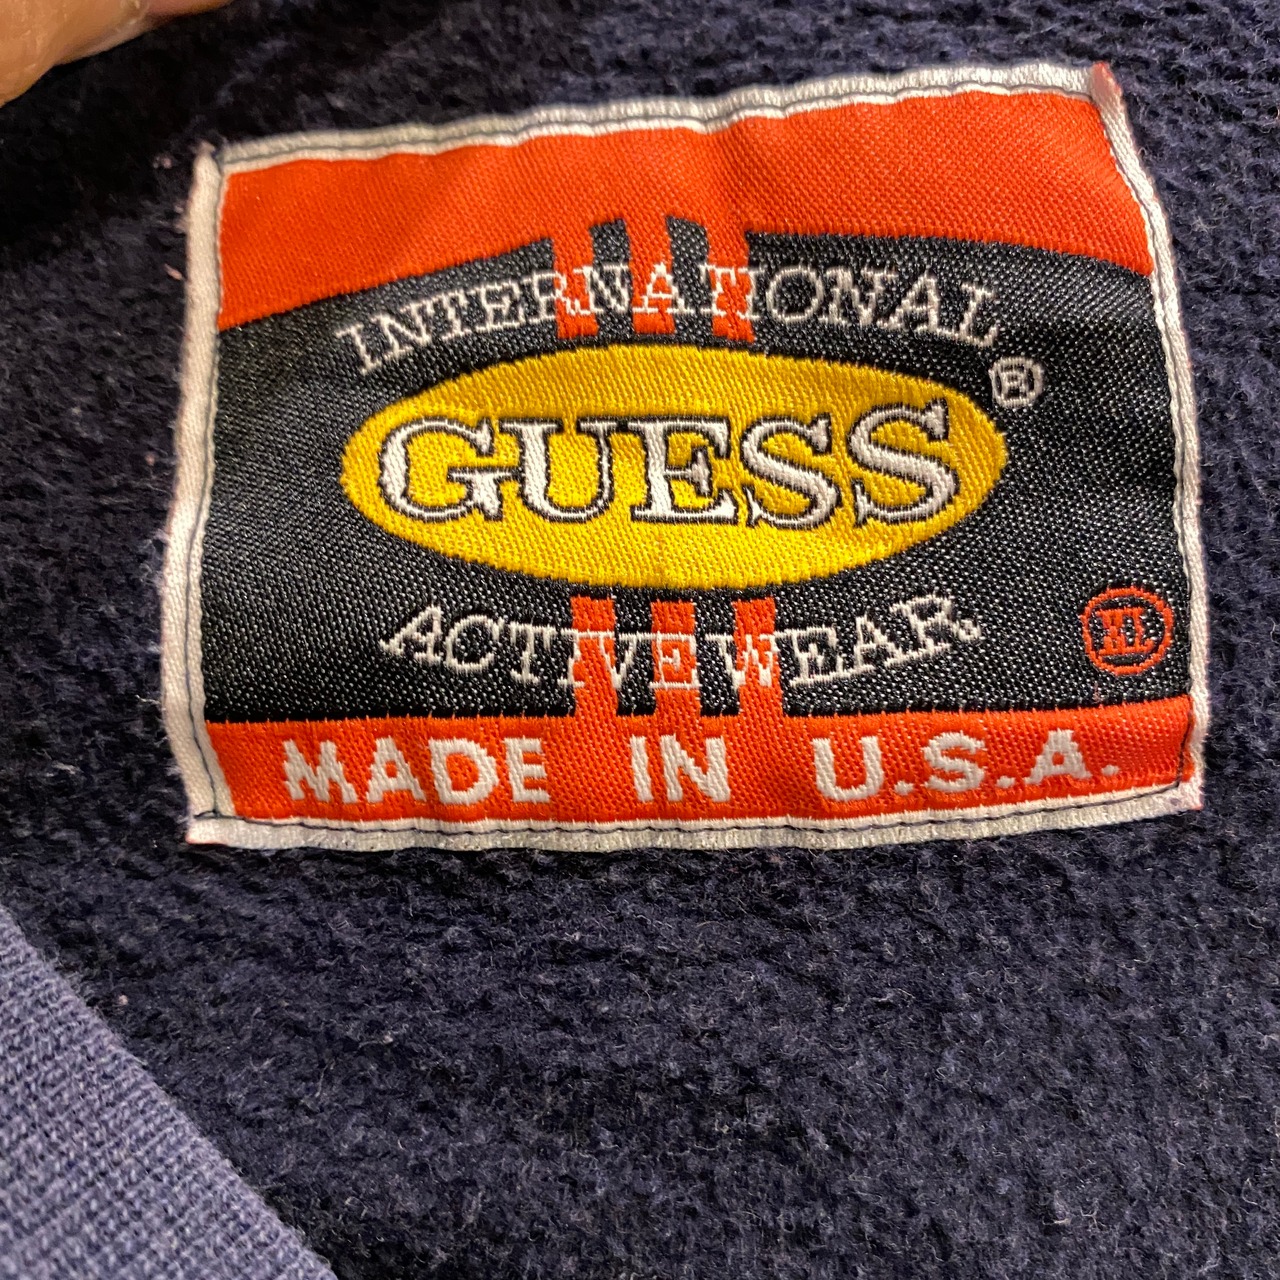 INTERNATIONAL
GUESS ®
ACTIVEWEAR
XL
MADE IN U.S.A.